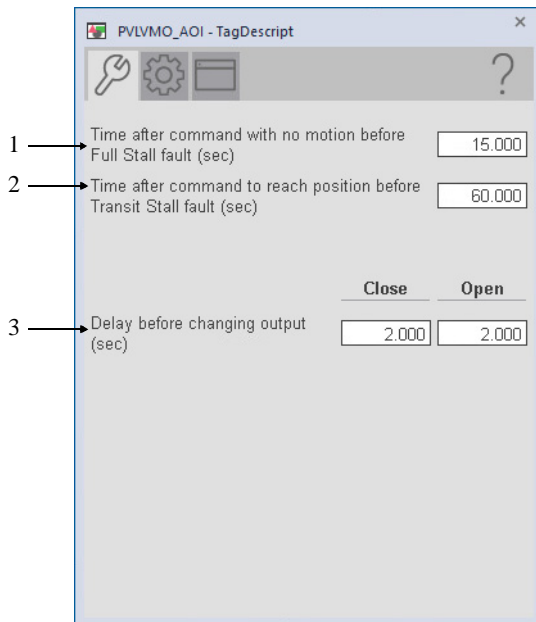 PVLVMO_AOI - TagDescript
?
1
Time after command with no motion before
Full Stall fault (sec)
15.000
2
Time after command to reach position before
Transit Stall fault (sec)
60.000
Close Open
3
Delay before changing output
(sec)
2.000 2.000